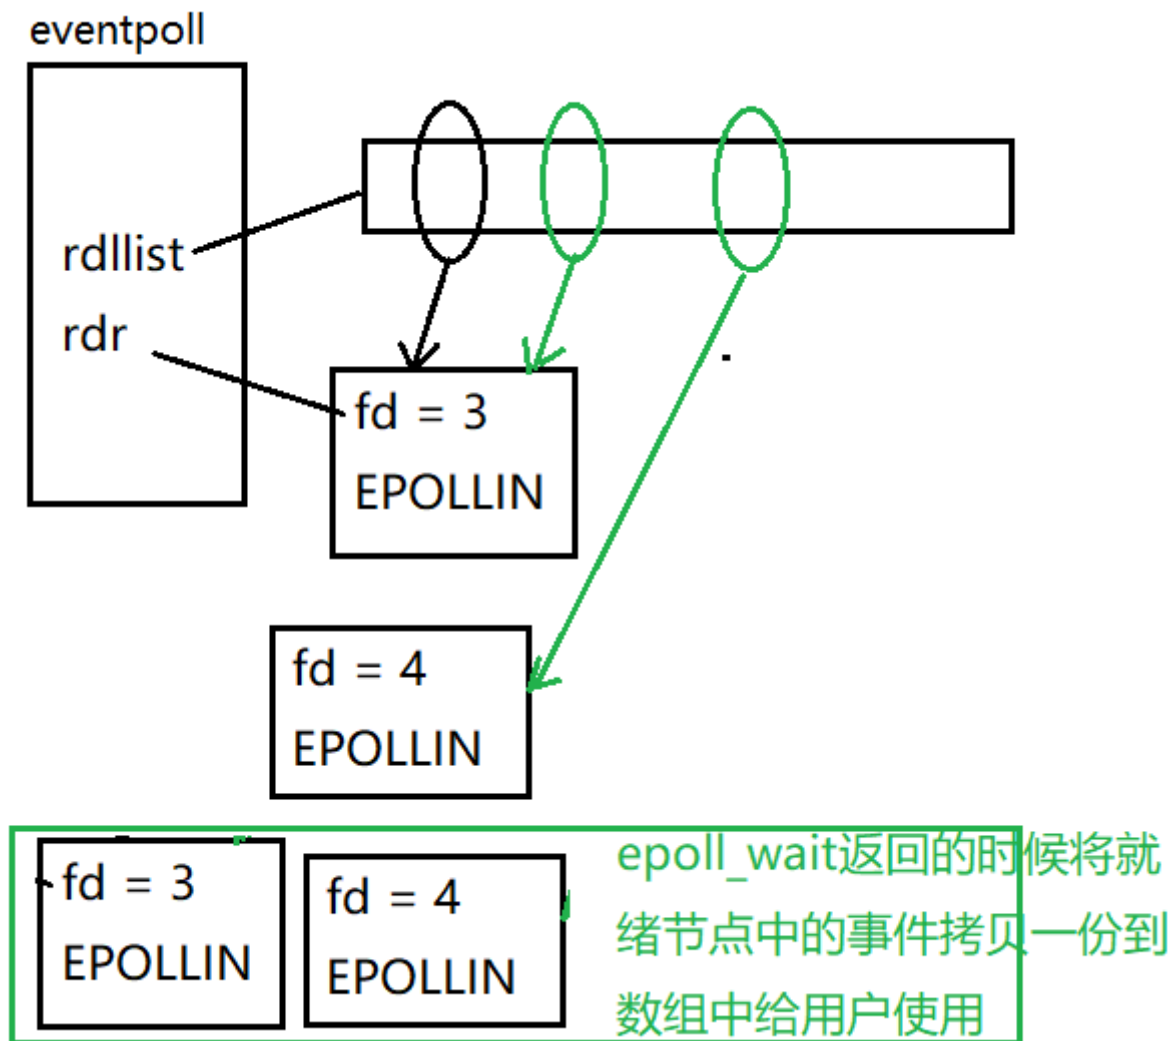 eventpoll
rdllist
rdr
fd = 3
EPOLLIN
fd = 4
EPOLLIN
fd = 3
EPOLLIN
fd = 4
EPOLLIN
epoll_wait返回的时候将就
绪节点中的事件拷贝一份到
数组中给用户使用